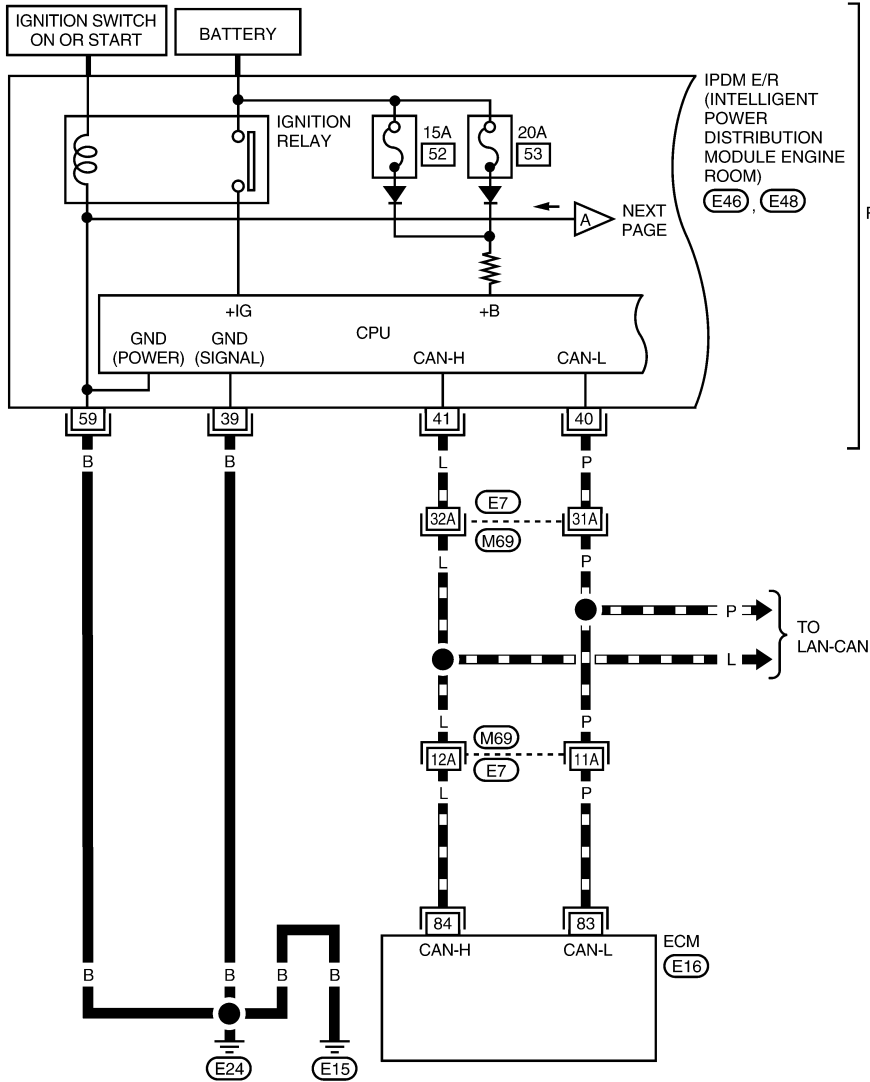 IGNITION SWITCH
ON OR START
BATTERY
IGNITION
RELAY
15A
52
20A
53
IPDM E/R
(INTELLIGENT
POWER
DISTRIBUTION
MODULE ENGINE
ROOM)
E46 , E48
A
NEXT
PAGE
+IG
+B
CPU
GND
(POWER)
GND
(SIGNAL)
CAN-H
CAN-L
59
39
41
40
B
B
L
P
E7
32A
31A
M69
L
P
P
TO
LAN-CAN
L
L
P
M69
12A
11A
E7
L
P
84
83
CAN-H
CAN-L
ECM
E16
B
B
B
B
E24
E15